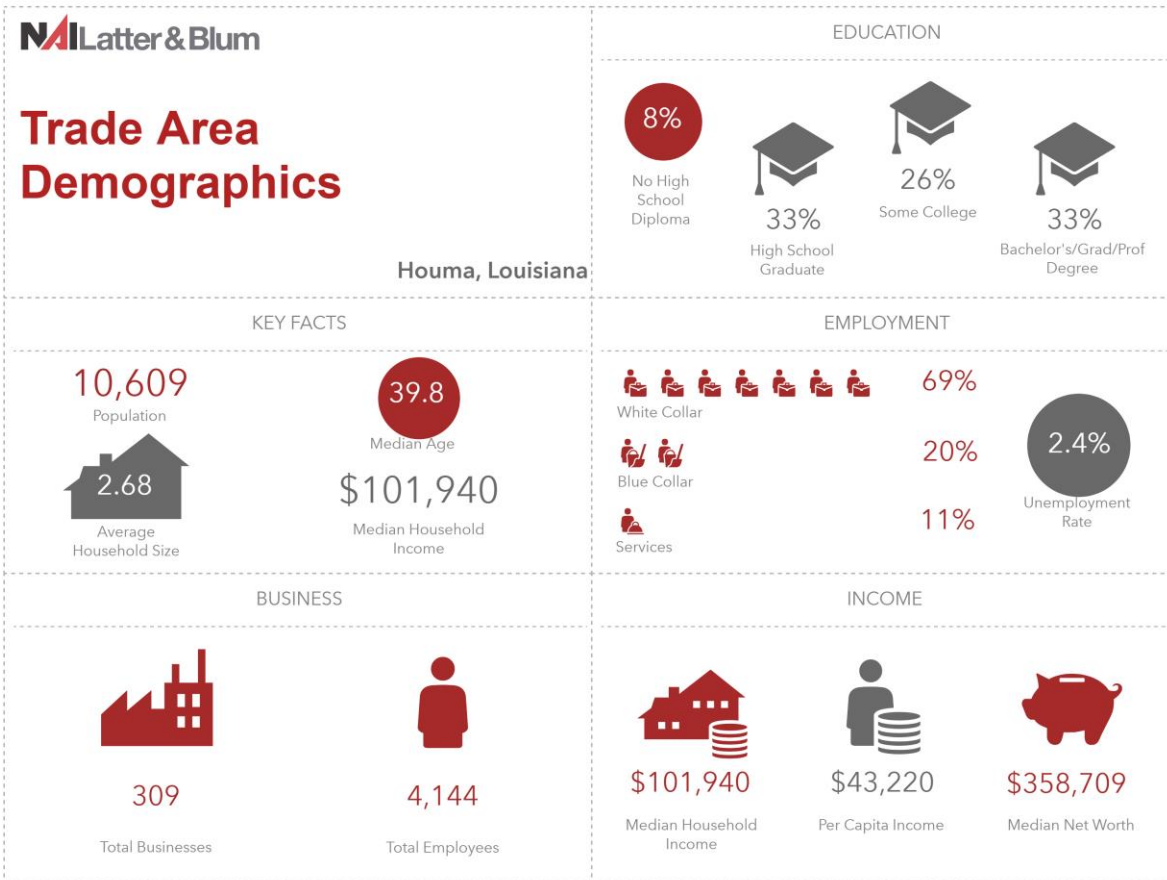 NAI Latter & Blum
Trade Area
Demographics
Houma, Louisiana
EDUCATION
8%
No High
School
Diploma
33%
High School
Graduate
26%
Some College
33%
Bachelor's/Grad/Prof
Degree
KEY FACTS
10,609
Population
39.8
Median Age
2.68
Average
Household Size
$101,940
Median Household
Income
EMPLOYMENT
69%
White Collar
20%
Blue Collar
11%
Services
2.4%
Unemployment
Rate
BUSINESS
309
Total Businesses
4,144
Total Employees
INCOME
$101,940
Median Household
Income
$43,220
Per Capita Income
$358,709
Median Net Worth